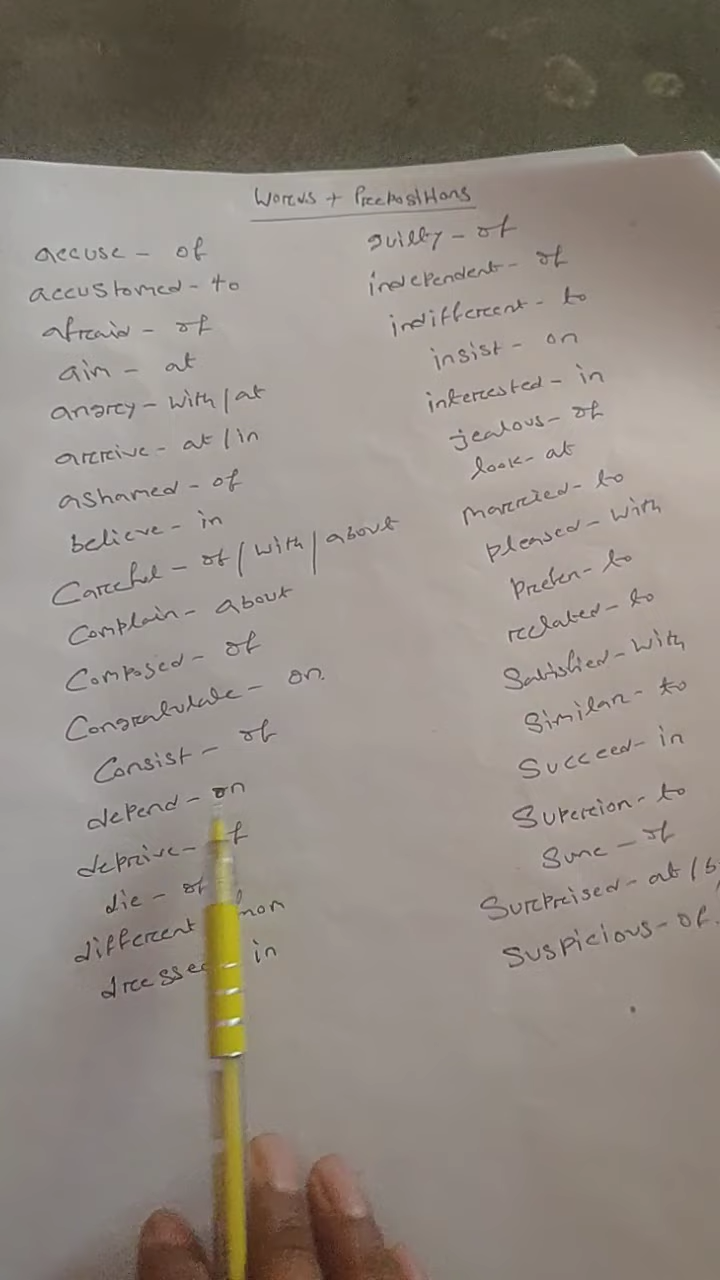 Words + Prepositions
accuse - of
accustomed - to
afraid - of
aim - at
angry - with / at
arrive - at / in
ashamed - of
believe - in
Careful - of / with / about
Complain - about
Composed - of
Congratulate - on.
Consist - of
depend - on
deprive - of
die - of
different
dressed in
guilty - of
independent - of
indifferent - to
insist - on
interested - in
jealous - of
look - at
married - to
pleased - with
Prefer - to
related - to
Satisfied - with
Similar - to
Succeed - in
Superior - to
Sure - of
Surprised - at /
Suspicious - of.